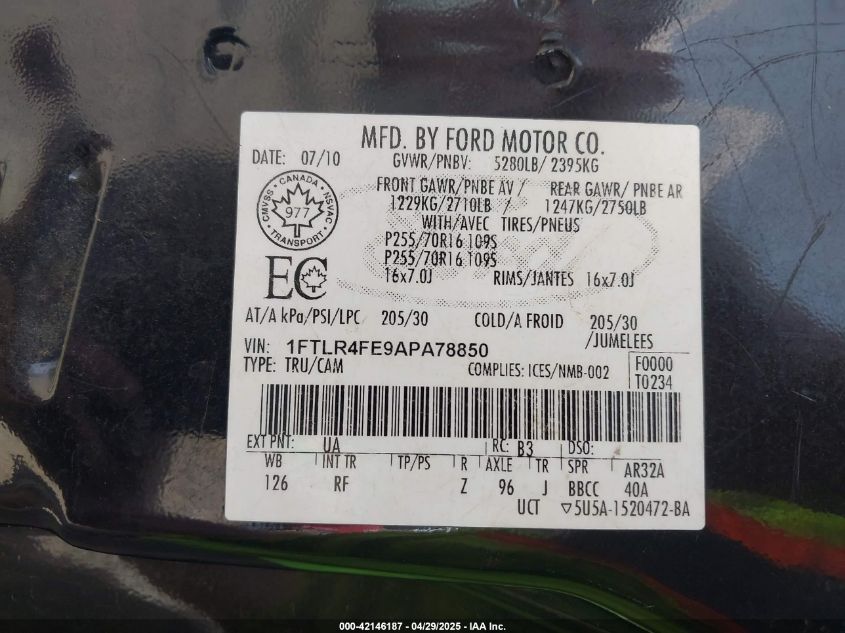 MFD. BY FORD MOTOR CO.
DATE: 07/10 GVWR/PNBV: 5280LB/ 2395KG
FRONT GAWR/PNBE AV / REAR GAWR/ PNBE AR
1229KG/2710LB / 1247KG/2750LB
WITH/AVEC TIRES/PNEUS
P255/70R16 109S
P255/70R16 109S
16x7.0J RIMS/JANTES 16x7.0J
CMVSS · CANADA · NSVAC
977
TRANSPORT
EC
AT/A kPa/PSI/LPC 205/30 COLD/A FROID 205/30
/JUMELEES
VIN: 1FTLR4FE9APA78850
TYPE: TRU/CAM COMPLIES: ICES/NMB-002 F0000
T0234
EXT PNT: UA RC: B3 DSO:
WB INT TR TP/PS R AXLE TR SPR AR32A
126 RF Z 96 J BBCC 40A
UCT ▽5U5A-1520472-BA
000-42146187 - 04/29/2025 - IAA Inc.